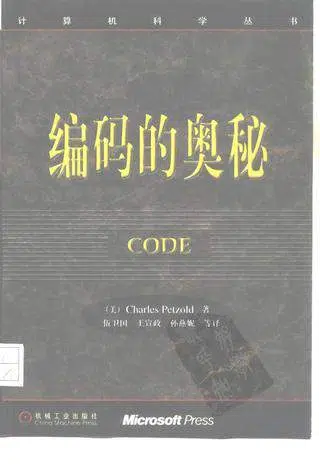 计算机科学丛书
编码的奥秘
CODE
（美）Charles Petzold 著
伍卫国 王宣政 孙燕妮 等译
机械工业出版社
China Machine Press
Microsoft Press